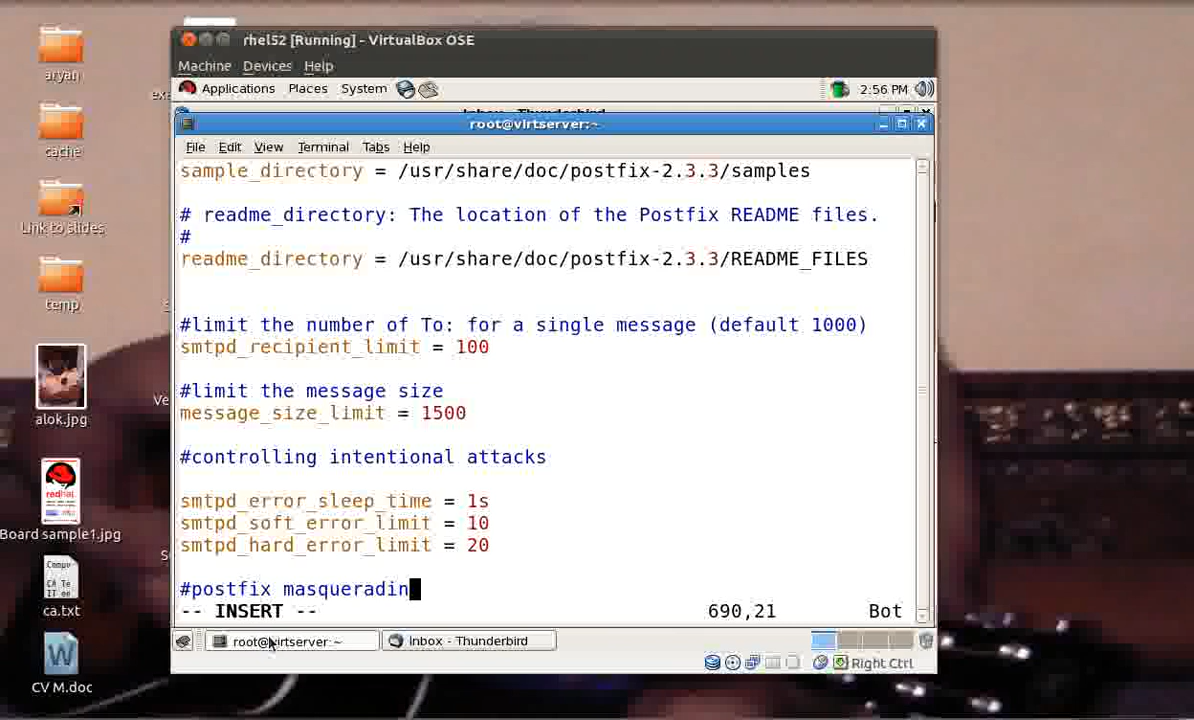 rhel52 [Running] - VirtualBox OSE
Machine Devices Help
Applications Places System 2:56 PM
Inbox - Thunderbird
root@virtserver:~
File Edit View Terminal Tabs Help
sample_directory = /usr/share/doc/postfix-2.3.3/samples
# readme_directory: The location of the Postfix README files.
#
readme_directory = /usr/share/doc/postfix-2.3.3/README_FILES
#limit the number of To: for a single message (default 1000)
smtpd_recipient_limit = 100
#limit the message size
message_size_limit = 1500
#controlling intentional attacks
smtpd_error_sleep_time = 1s
smtpd_soft_error_limit = 10
smtpd_hard_error_limit = 20
#postfix masqueradin
-- INSERT -- 690,21 Bot
root@virtserver:~ Inbox - Thunderbird
Right Ctrl
aryan
cache
Link to slides
temp
alok.jpg
redhat
Board sample1.jpg
ca.txt
CV M.doc